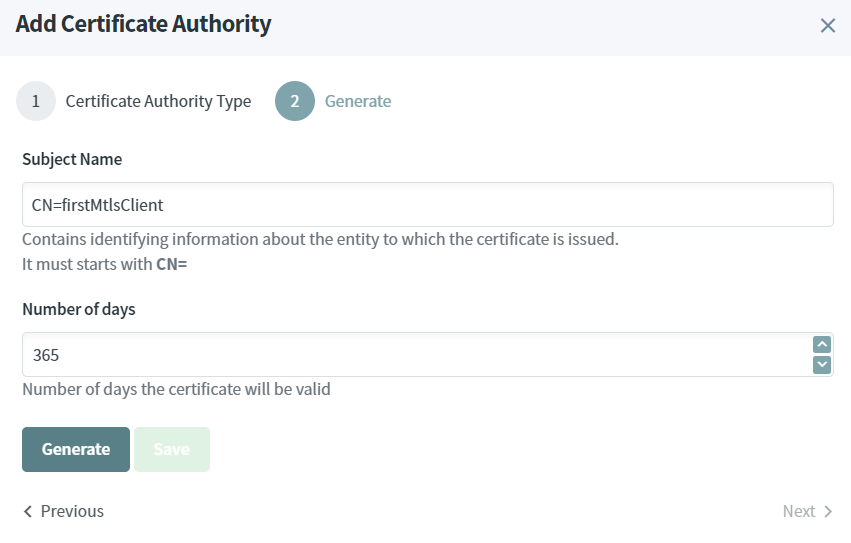 Add Certificate Authority
1 Certificate Authority Type 2 Generate
Subject Name
CN=firstMtlsClient
Contains identifying information about the entity to which the certificate is issued.
It must starts with CN=
Number of days
365
Number of days the certificate will be valid
Generate Save
Previous Next